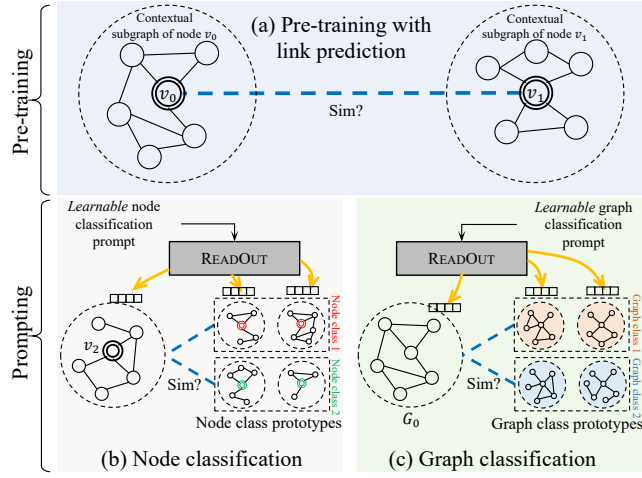 Pre-training
Contextual
subgraph of node v0
(a) Pre-training with
link prediction
Contextual
subgraph of node v1
v0
v1
Sim?
Prompting
Learnable node
classification
prompt
READOUT
v2
Sim?
Node class 1
Node class 2
Node class prototypes
(b) Node classification
Learnable graph
classification
prompt
READOUT
G0
Sim?
Graph class 1
Graph class 2
Graph class prototypes
(c) Graph classification